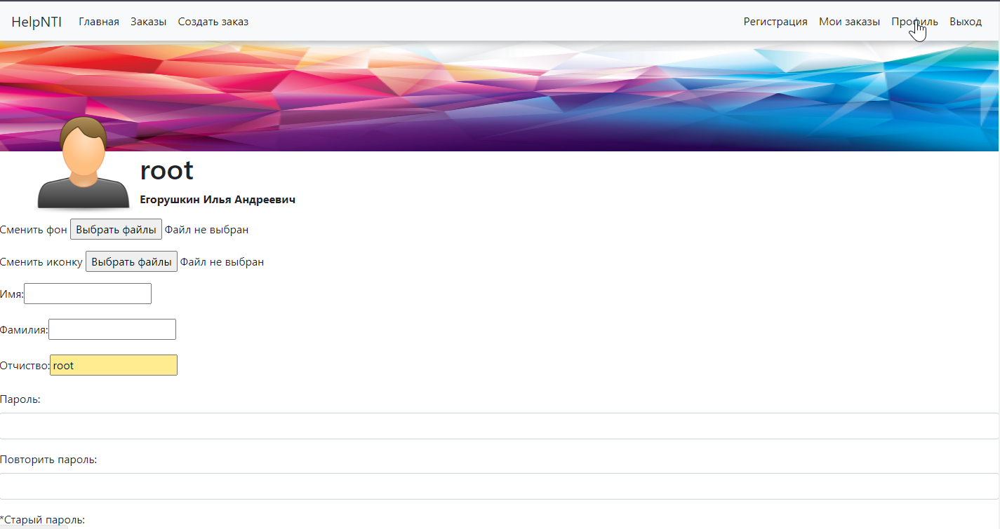 HelpNTI Главная Заказы Создать заказ Регистрация Мои заказы Профиль Выход
root
Егорушкин Илья Андреевич
Сменить фон Выбрать файлы Файл не выбран
Сменить иконку Выбрать файлы Файл не выбран
Имя:
Фамилия:
Отчиство: root
Пароль:
Повторить пароль:
*Старый пароль: